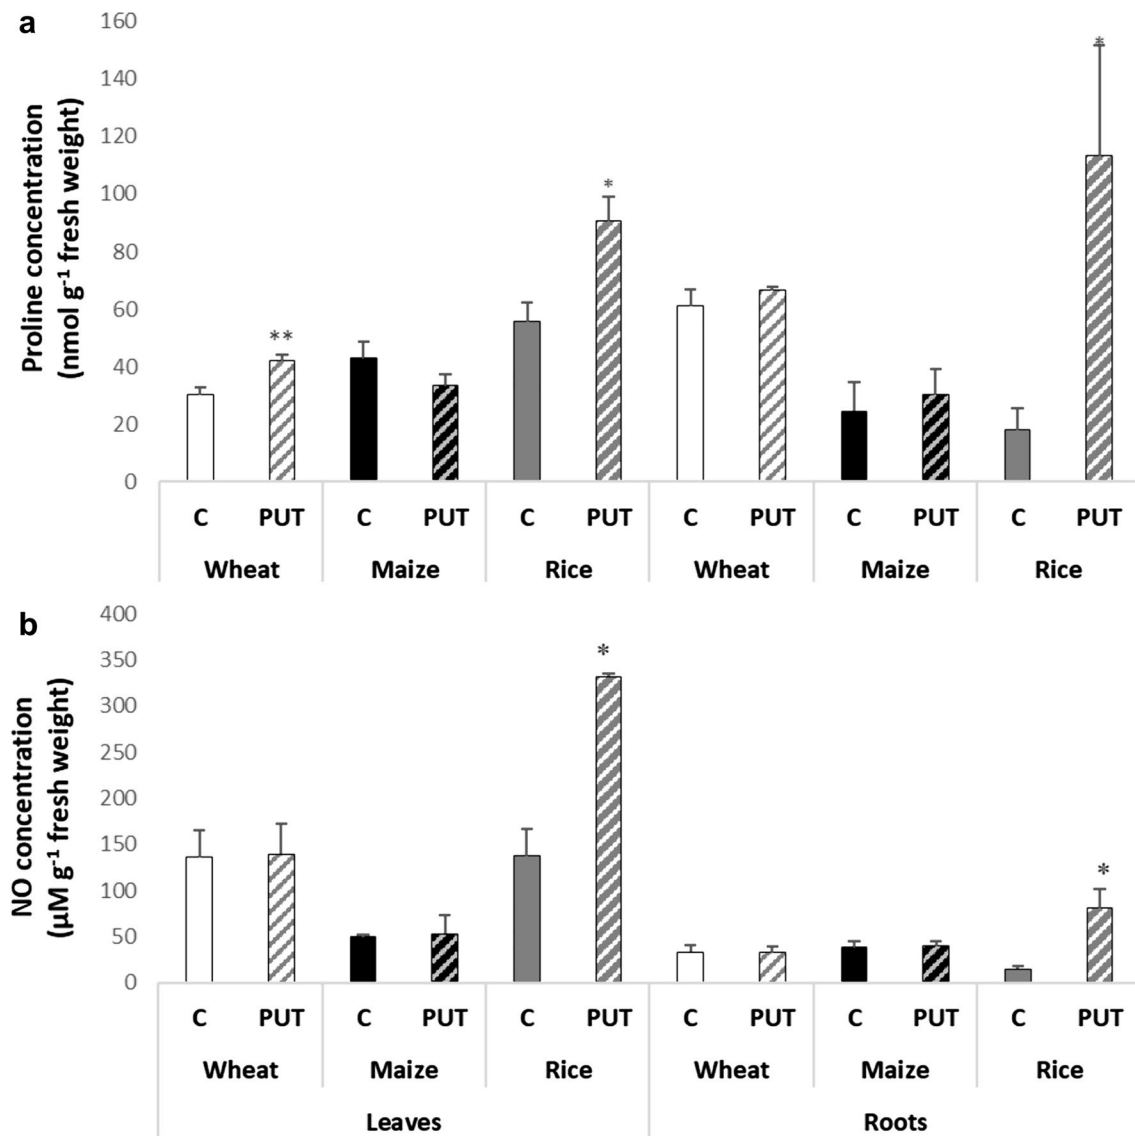 a
Proline concentration
(nmol g⁻¹ fresh weight)
160
140
120
100
80
60
40
20
0
**
*
*
C PUT C PUT C PUT C PUT C PUT C PUT
Wheat Maize Rice Wheat Maize Rice
b
NO concentration
(µM g⁻¹ fresh weight)
400
350
300
250
200
150
100
50
0
*
*
C PUT C PUT C PUT C PUT C PUT C PUT
Wheat Maize Rice Wheat Maize Rice
Leaves Roots